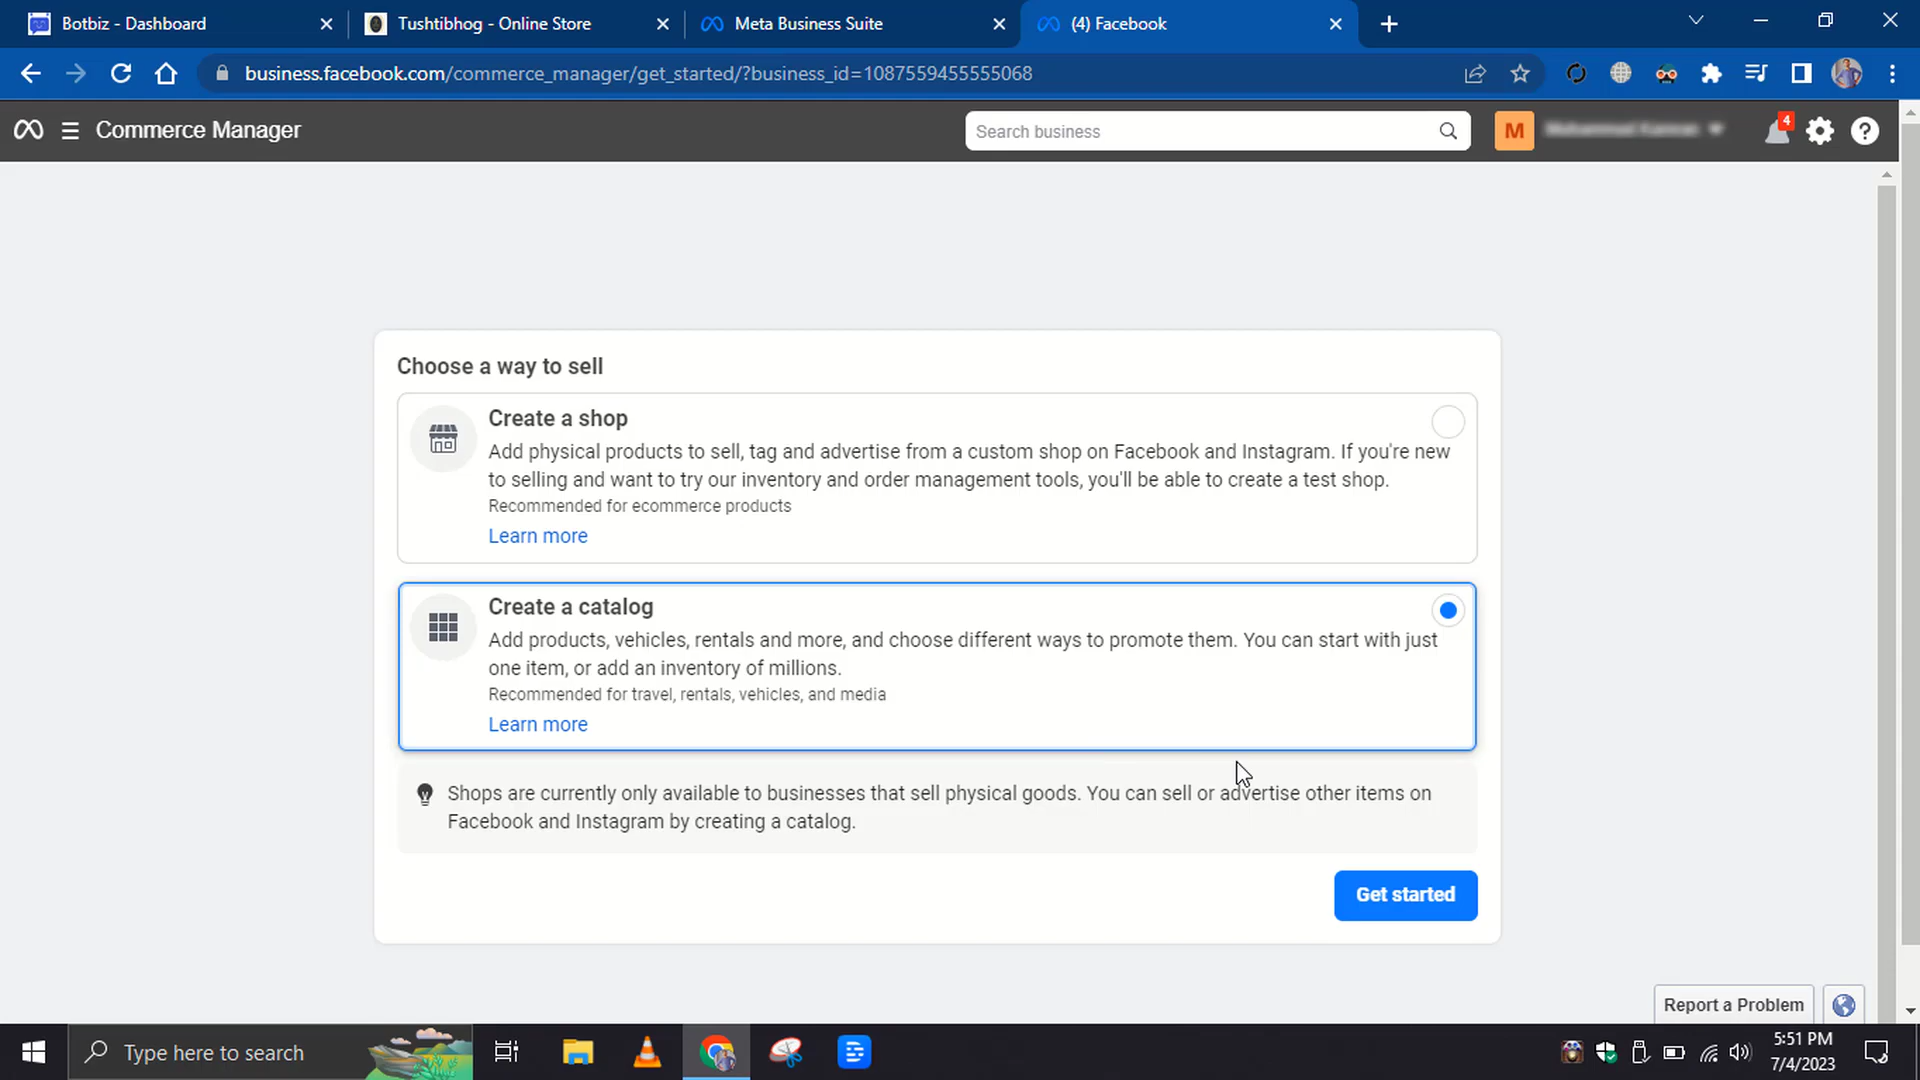 Botbiz - Dashboard
Tushtibhog - Online Store
Meta Business Suite
(4) Facebook
business.facebook.com/commerce_manager/get_started/?business_id=1087559455555068
Commerce Manager
Search business
M
4
Choose a way to sell
Create a shop
Add physical products to sell, tag and advertise from a custom shop on Facebook and Instagram. If you're new
to selling and want to try our inventory and order management tools, you'll be able to create a test shop.
Recommended for ecommerce products
Learn more
Create a catalog
Add products, vehicles, rentals and more, and choose different ways to promote them. You can start with just
one item, or add an inventory of millions.
Recommended for travel, rentals, vehicles, and media
Learn more
Shops are currently only available to businesses that sell physical goods. You can sell or advertise other items on
Facebook and Instagram by creating a catalog.
Get started
Report a Problem
Type here to search
5:51 PM
7/4/2023